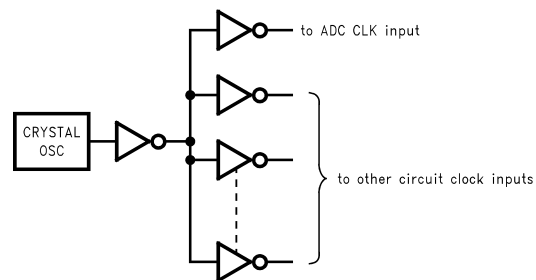 to ADC CLK input
CRYSTAL
OSC
to other circuit clock inputs